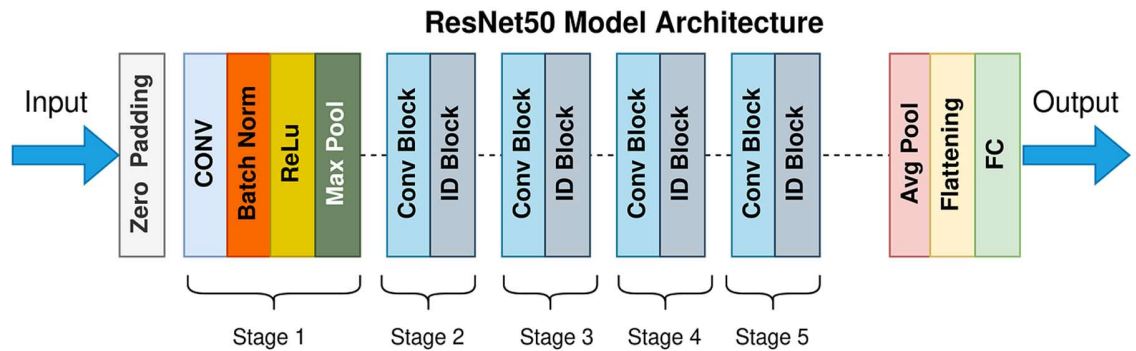 ResNet50 Model Architecture
Input
Zero Padding
CONV
Batch Norm
ReLu
Max Pool
Conv Block
ID Block
Conv Block
ID Block
Conv Block
ID Block
Conv Block
ID Block
Avg Pool
Flattening
FC
Output
Stage 1
Stage 2
Stage 3
Stage 4
Stage 5